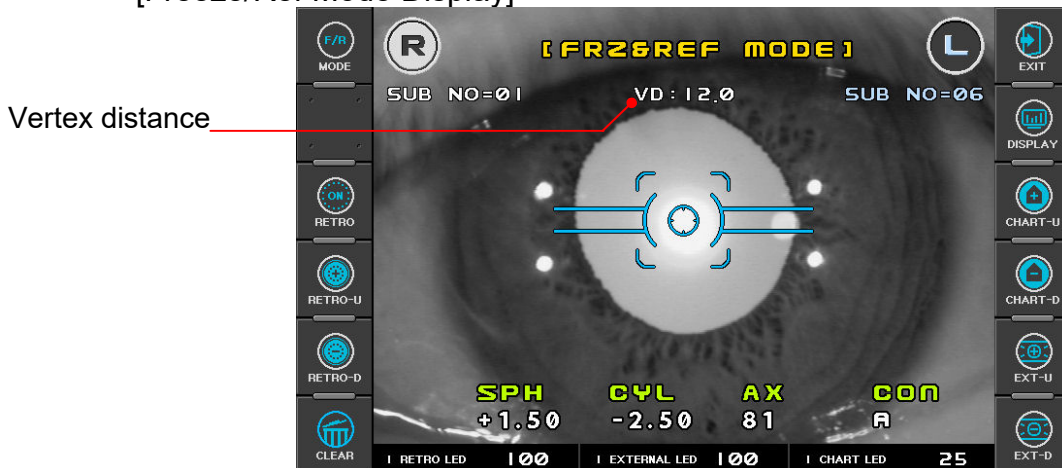 [Freeze/Ref Mode Display]
F/R
MODE
R
[FRZ&REF MODE]
L
EXIT
SUB NO=01
VD:12.0
SUB NO=06
Vertex distance
DISPLAY
ON
RETRO
CHART-U
RETRO-U
CHART-D
RETRO-D
EXT-U
SPH CYL AX CON
+1.50 -2.50 81 A
CLEAR
I RETRO LED 100 I EXTERNAL LED 100 I CHART LED 25
EXT-D